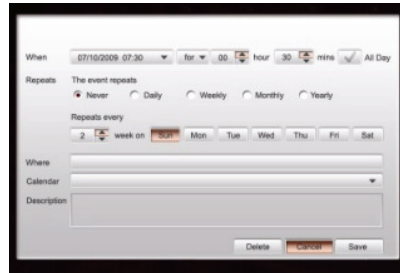 When 07/10/2009 07:30 for 00 hour 30 mins All Day
Repeats The event repeats
Never Daily Weekly Monthly Yearly
Repeats every
2 week on Sun Mon Tue Wed Thu Fri Sat
Where
Calendar
Description
Delete Cancel Save